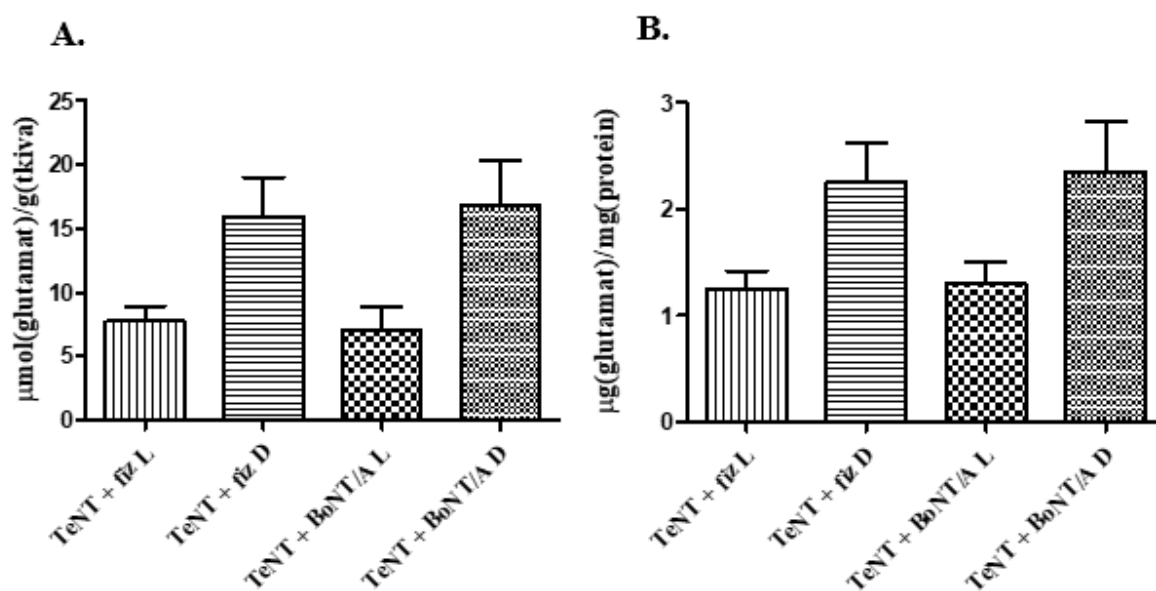 A.
μmol(glutamat)/g(tkiva)
25
20
15
10
5
0
TeNT + fiz L
TeNT + fiz D
TeNT + BoNT/A L
TeNT + BoNT/A D
B.
μg(glutamat)/mg(protein)
3
2
1
0
TeNT + fiz L
TeNT + fiz D
TeNT + BoNT/A L
TeNT + BoNT/A D